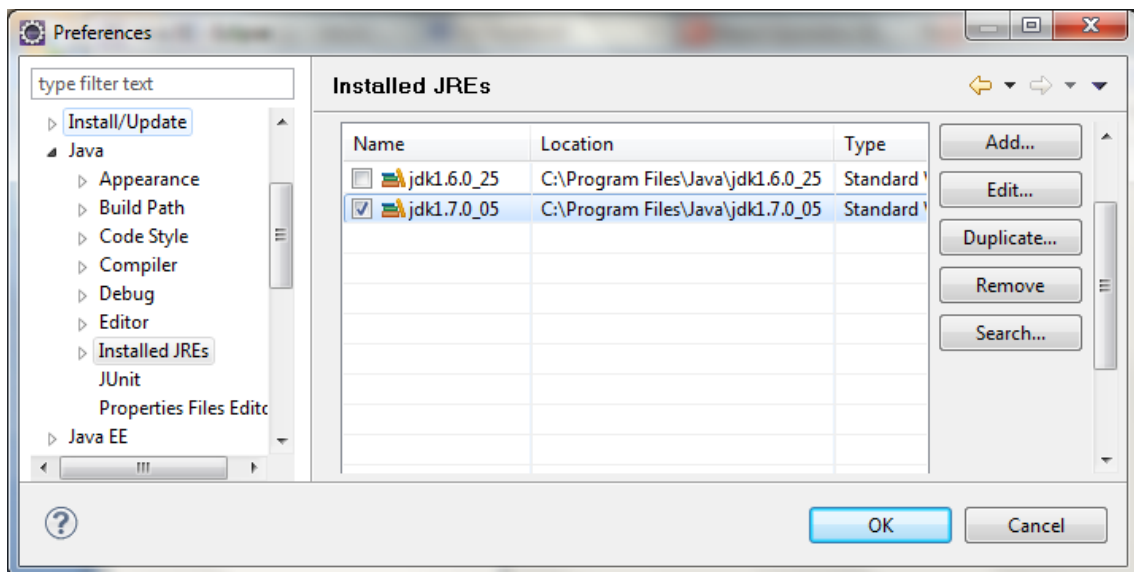 Preferences
type filter text
Install/Update
Java
Appearance
Build Path
Code Style
Compiler
Debug
Editor
Installed JREs
JUnit
Properties Files Edito
Java EE
Installed JREs
Name Location Type
jdk1.6.0_25 C:\Program Files\Java\jdk1.6.0_25 Standard
jdk1.7.0_05 C:\Program Files\Java\jdk1.7.0_05 Standard
Add...
Edit...
Duplicate...
Remove
Search...
?
OK Cancel